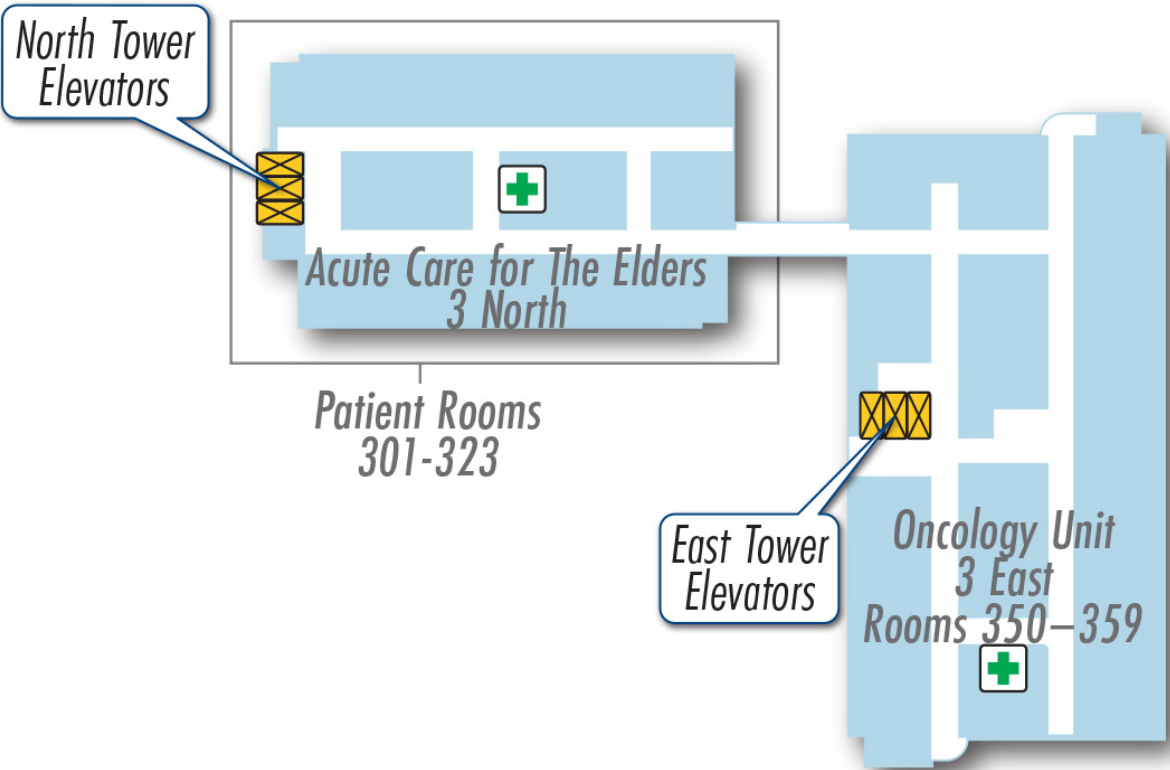 North Tower
Elevators
Acute Care for The Elders
3 North
Patient Rooms
301-323
East Tower
Elevators
Oncology Unit
3 East
Rooms 350–359